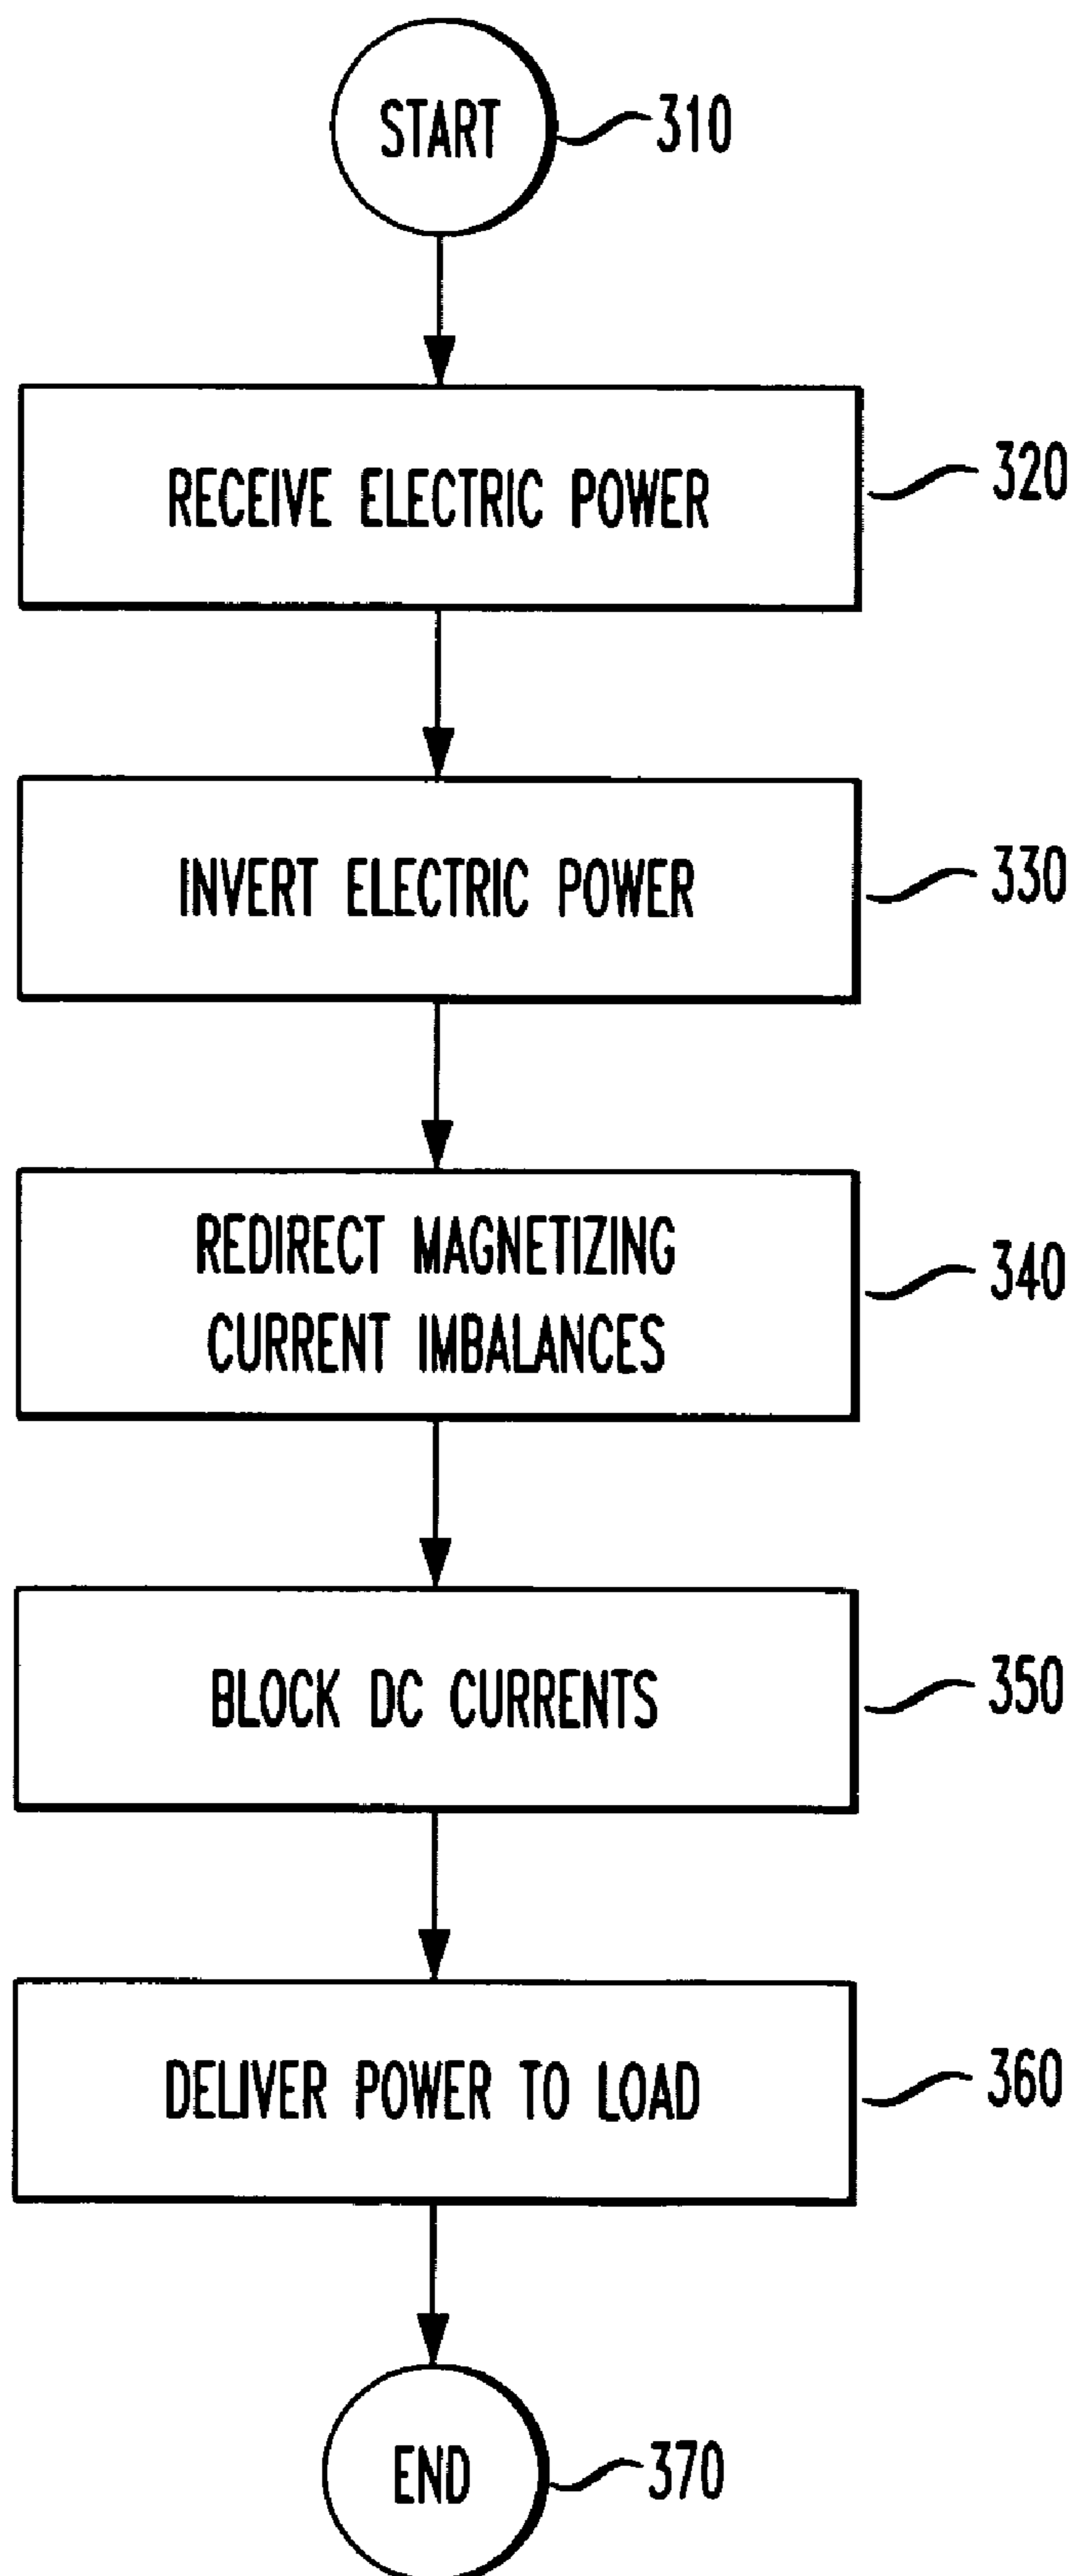 START
310
RECEIVE ELECTRIC POWER
320
INVERT ELECTRIC POWER
330
REDIRECT MAGNETIZING
CURRENT IMBALANCES
340
BLOCK DC CURRENTS
350
DELIVER POWER TO LOAD
360
END
370